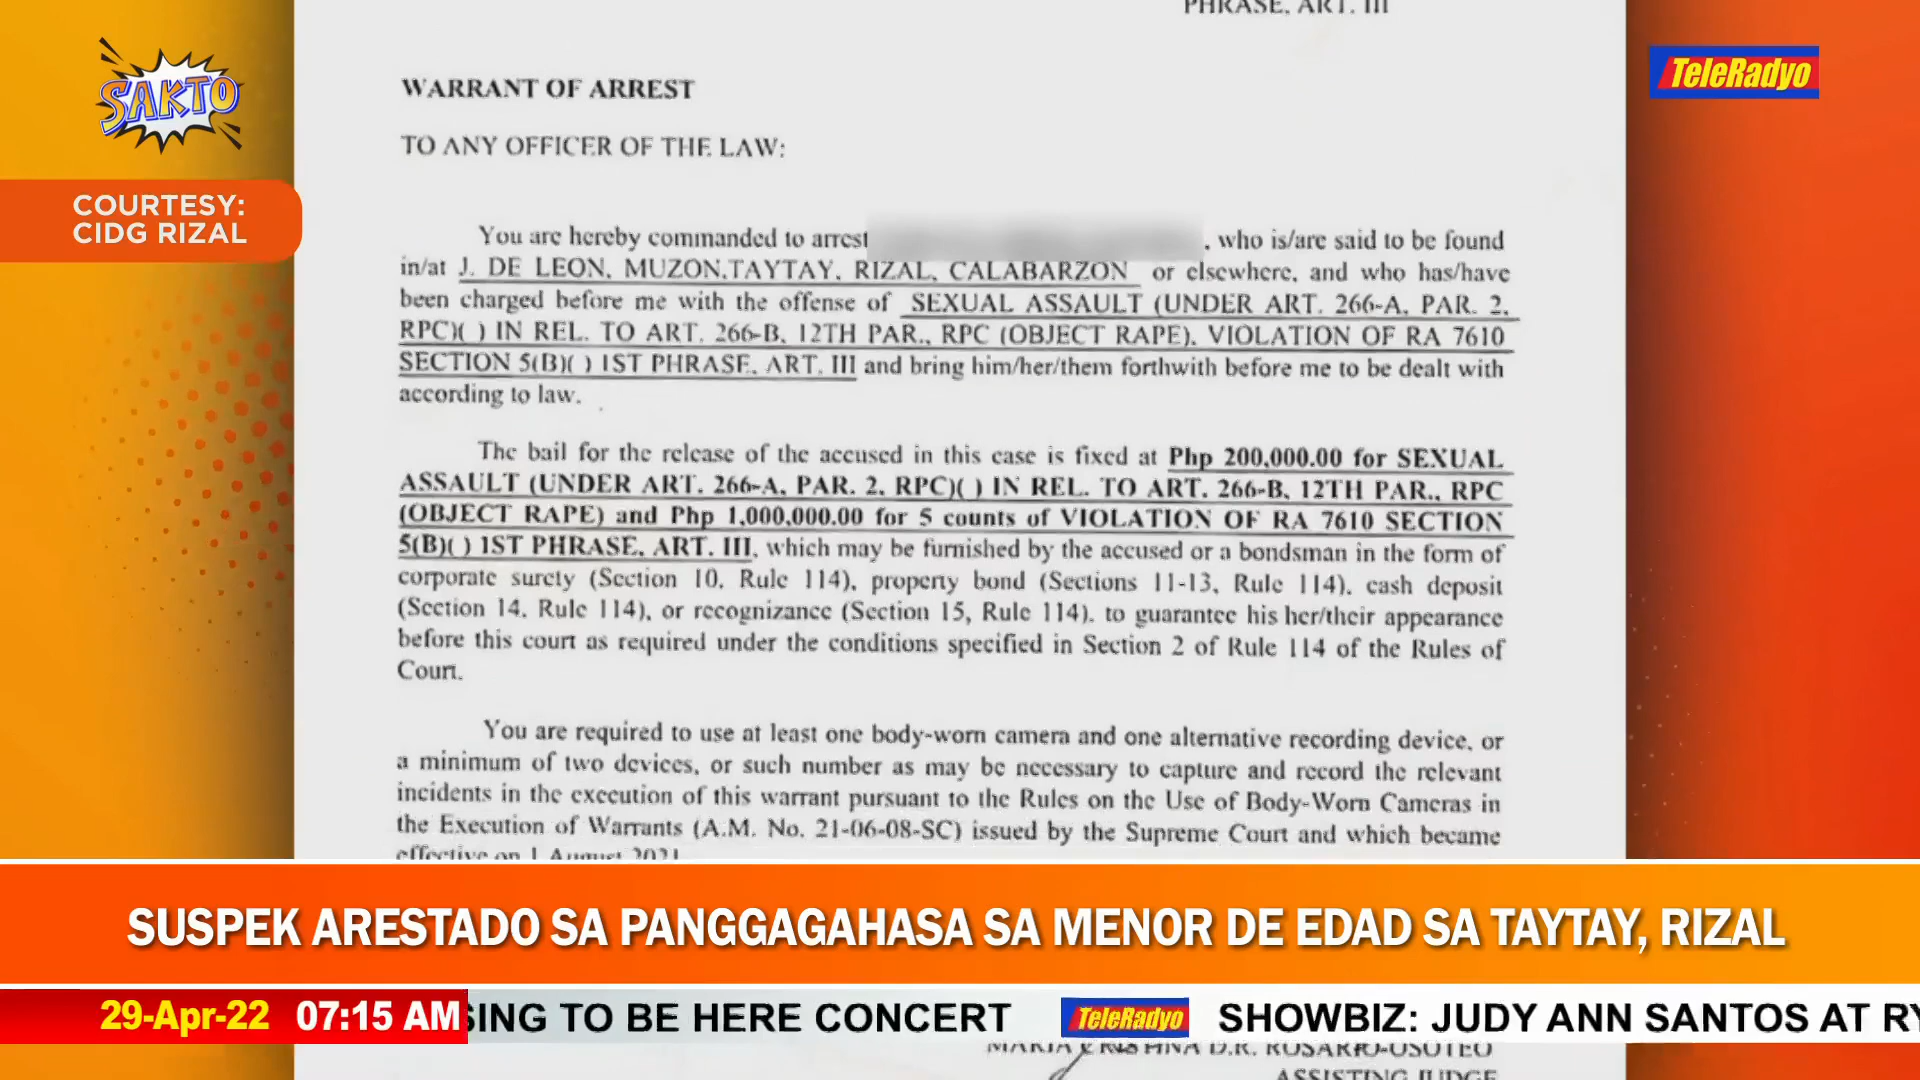 PHRASE, ART. III
SAKTO
TeleRadyo
WARRANT OF ARREST
TO ANY OFFICER OF THE LAW:
COURTESY:
CIDG RIZAL
You are hereby commanded to arrest , who is/are said to be found
in/at J. DE LEON, MUZON,TAYTAY, RIZAL, CALABARZON or elsewhere, and who has/have
been charged before me with the offense of SEXUAL ASSAULT (UNDER ART. 266-A, PAR. 2,
RPC)( ) IN REL. TO ART. 266-B, 12TH PAR., RPC (OBJECT RAPE), VIOLATION OF RA 7610
SECTION 5(B)( ) 1ST PHRASE, ART. III and bring him/her/them forthwith before me to be dealt with
according to law.
The bail for the release of the accused in this case is fixed at Php 200,000.00 for SEXUAL
ASSAULT (UNDER ART. 266-A, PAR. 2, RPC)( ) IN REL. TO ART. 266-B, 12TH PAR., RPC
(OBJECT RAPE) and Php 1,000,000.00 for 5 counts of VIOLATION OF RA 7610 SECTION
5(B)( ) 1ST PHRASE, ART. III, which may be furnished by the accused or a bondsman in the form of
corporate surety (Section 10, Rule 114), property bond (Sections 11-13, Rule 114), cash deposit
(Section 14, Rule 114), or recognizance (Section 15, Rule 114), to guarantee his her/their appearance
before this court as required under the conditions specified in Section 2 of Rule 114 of the Rules of
Court.
You are required to use at least one body-worn camera and one alternative recording device, or
a minimum of two devices, or such number as may be necessary to capture and record the relevant
incidents in the execution of this warrant pursuant to the Rules on the Use of Body-Worn Cameras in
the Execution of Warrants (A.M. No. 21-06-08-SC) issued by the Supreme Court and which became
effective on 1 August 2021
SUSPEK ARESTADO SA PANGGAGAHASA SA MENOR DE EDAD SA TAYTAY, RIZAL
29-Apr-22 07:15 AM SING TO BE HERE CONCERT TeleRadyo SHOWBIZ: JUDY ANN SANTOS AT RY
MARIA CRISTINA D.R. ROSARIO-USOTEO
ASSISTING JUDGE